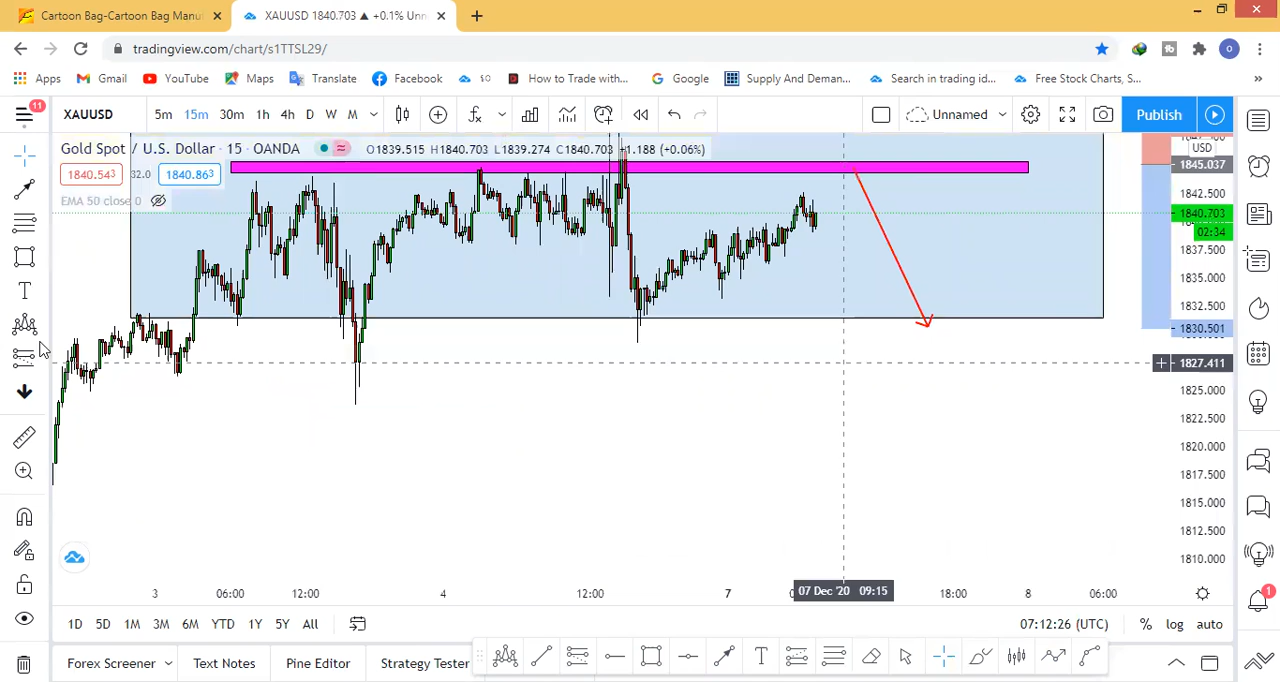 Cartoon Bag-Cartoon Bag Manu
XAUUSD 1840.703 ▲ +0.1% Unn
tradingview.com/chart/s1TTSL29/
O
Apps Gmail YouTube Maps Translate Facebook How to Trade with... Google Supply And Deman... Search in trading id... Free Stock Charts, S... »
11 XAUUSD 5m 15m 30m 1h 4h D W M Unnamed Publish
Gold Spot / U.S. Dollar · 15 · OANDA O1839.515 H1840.703 L1839.274 C1840.703 +1.188 (+0.06%)
USD
1845.037
1840.543 32.0 1840.863
EMA 50 close 0
1842.500
1840.703
02:34
1837.500
1835.000
1832.500
1830.501
1827.411
1825.000
1822.500
1820.000
1817.500
1815.000
1812.500
1810.000
3 06:00 12:00 4 12:00 7 07 Dec '20 09:15 18:00 8 06:00
1D 5D 1M 3M 6M YTD 1Y 5Y All 07:12:26 (UTC) % log auto
1
Forex Screener Text Notes Pine Editor Strategy Tester